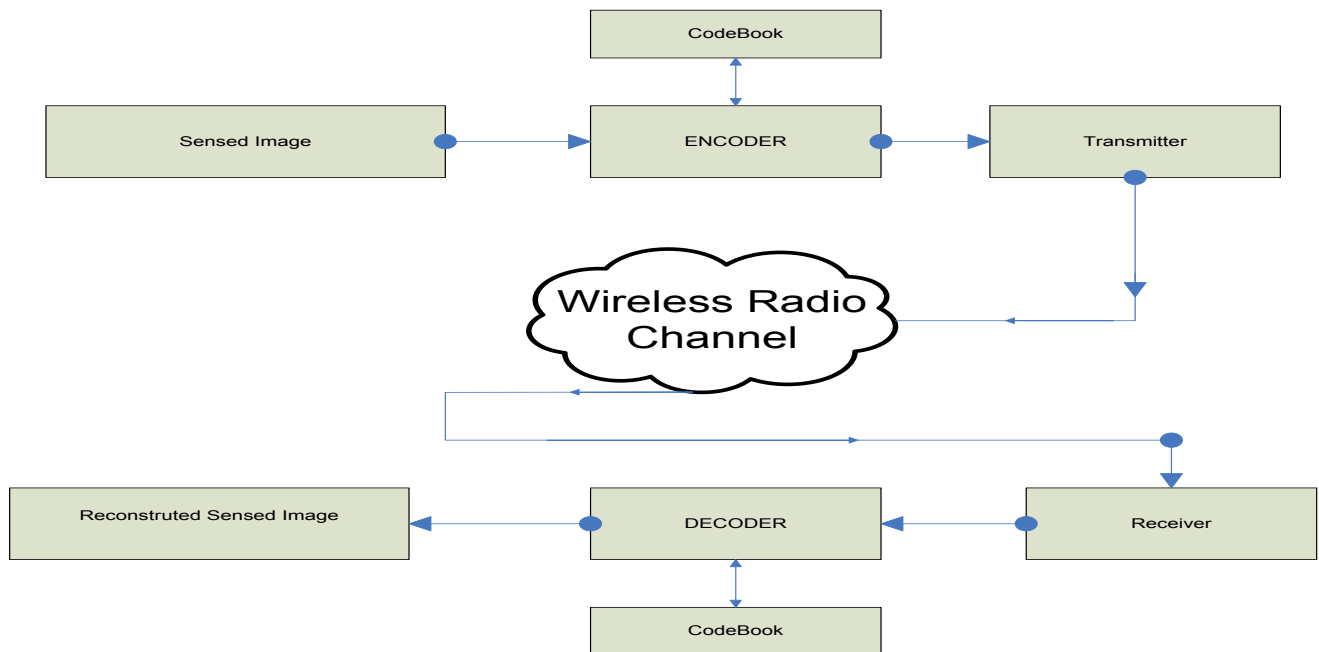 CodeBook
Sensed Image
ENCODER
Transmitter
Wireless Radio
Channel
Reconstruted Sensed Image
DECODER
Receiver
CodeBook